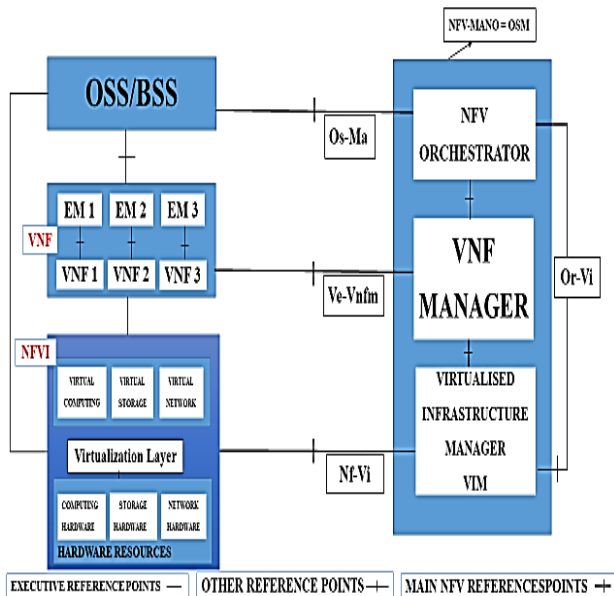 NFV-MANO = OSM
OSS/BSS
NFV
ORCHESTRATOR
Os-Ma
EM 1
EM 2
EM 3
VNF
VNF 1
VNF 2
VNF 3
VNF
MANAGER
Ve-Vnfm
Or-Vi
NFVI
VIRTUAL
COMPUTING
VIRTUAL
STORAGE
VIRTUAL
NETWORK
Virtualization Layer
VIRTUALISED
INFRASTRUCTURE
MANAGER
VIM
Nf-Vi
COMPUTING
HARDWARE
STORAGE
HARDWARE
NETWORK
HARDWARE
HARDWARE RESOURCES
EXECUTIVE REFERENCE POINTS
OTHER REFERENCE POINTS
MAIN NFV REFERENCESPOINTS